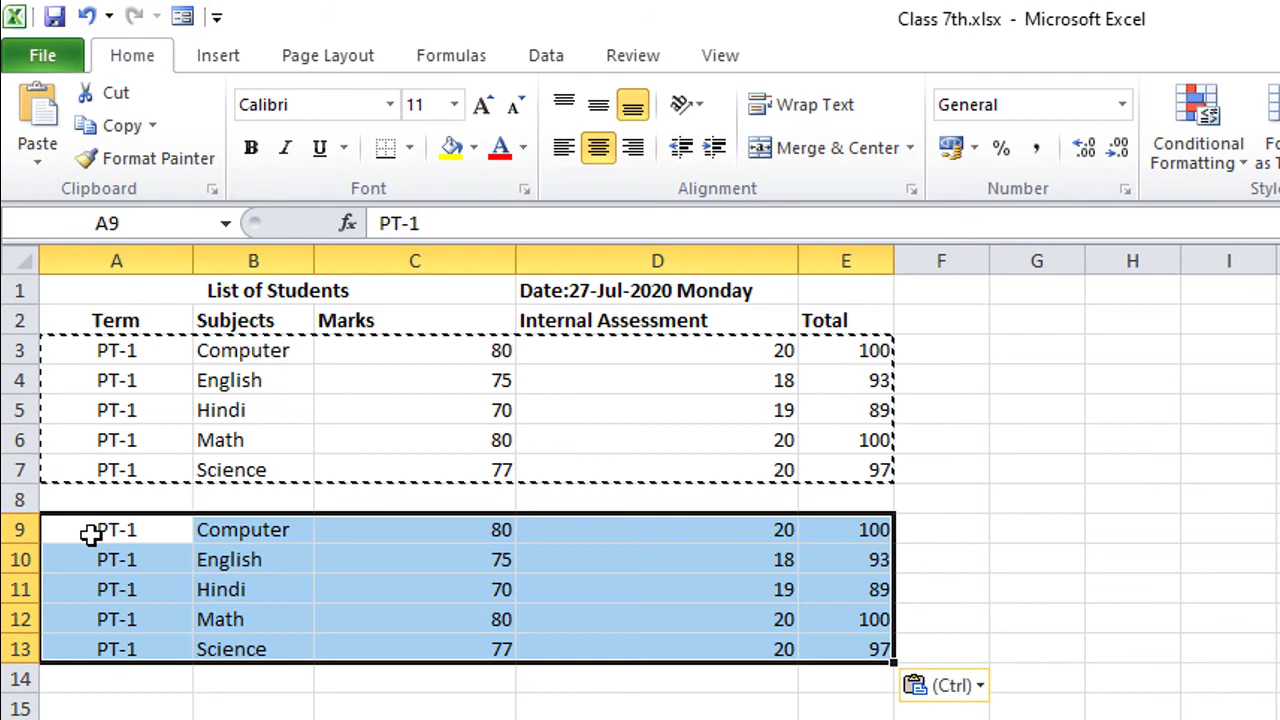 Class 7th.xlsx - Microsoft Excel
File Home Insert Page Layout Formulas Data Review View
Paste
Cut
Copy
Format Painter
Clipboard
Calibri 11
B I U
Font
Wrap Text
Merge & Center
Alignment
General
Number
Conditional
Formatting
A9 fx PT-1
A B C D E F G H I
1 List of Students Date:27-Jul-2020 Monday
2 Term Subjects Marks Internal Assessment Total
3 PT-1 Computer 80 20 100
4 PT-1 English 75 18 93
5 PT-1 Hindi 70 19 89
6 PT-1 Math 80 20 100
7 PT-1 Science 77 20 97
8
9 PT-1 Computer 80 20 100
10 PT-1 English 75 18 93
11 PT-1 Hindi 70 19 89
12 PT-1 Math 80 20 100
13 PT-1 Science 77 20 97
14
(Ctrl)
15